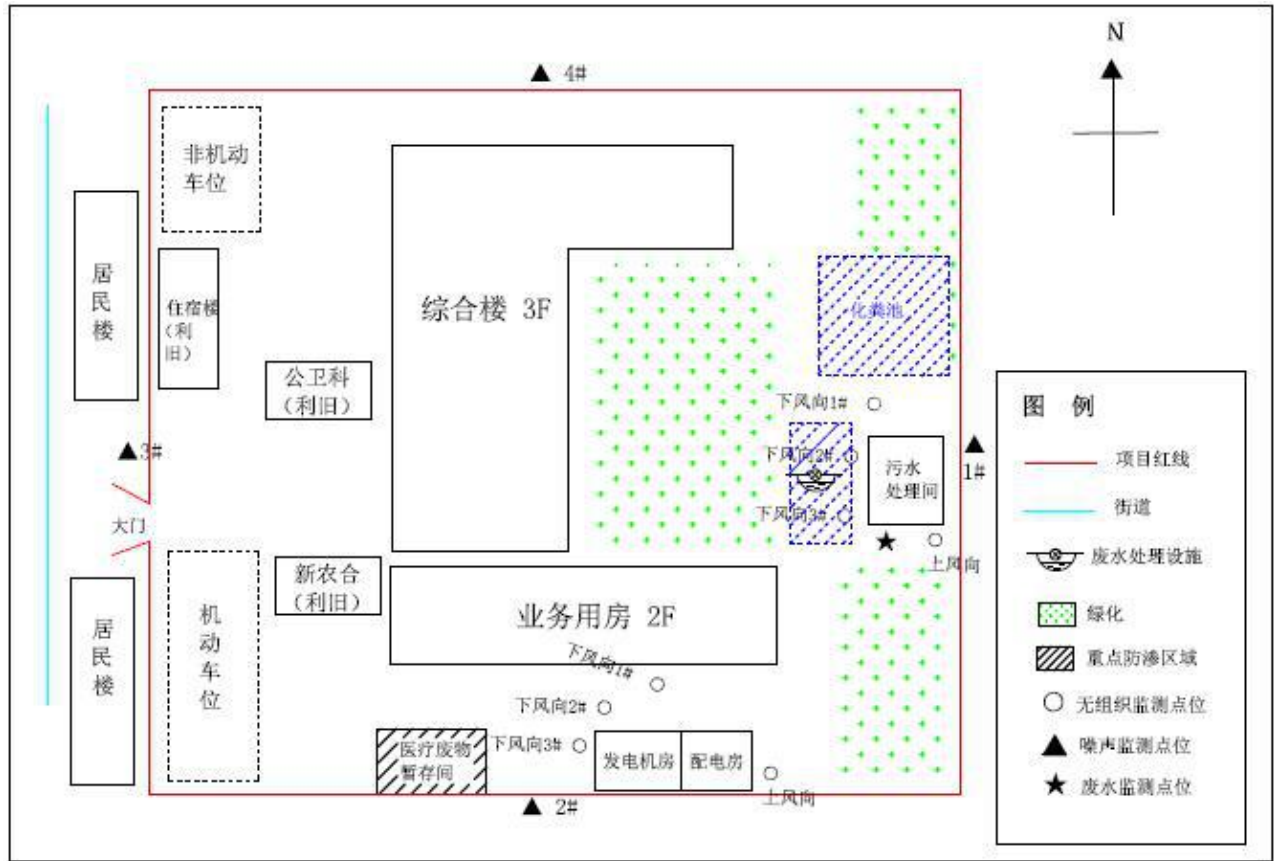 N
4#
非机动
车位
居
民
楼
住宿楼
（利
旧）
综合楼 3F
化粪池
公卫科
（利旧）
下风向1#
下风向2#
下风向3#
污水
处理间
1#
3#
大门
上风向
新农合
（利旧）
业务用房 2F
机
动
车
位
居
民
楼
下风向1#
下风向2#
下风向3#
医疗废物
暂存间
发电机房
配电房
上风向
2#
图 例
项目红线
街道
废水处理设施
绿化
重点防渗区域
无组织监测点位
噪声监测点位
废水监测点位